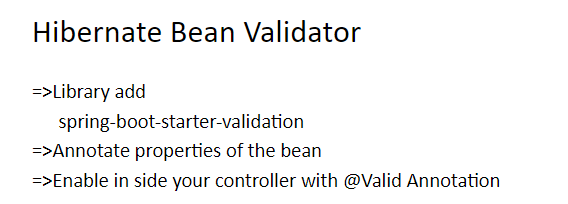 Hibernate Bean Validator
=>Library add
spring-boot-starter-validation
=>Annotate properties of the bean
=>Enable in side your controller with @Valid Annotation